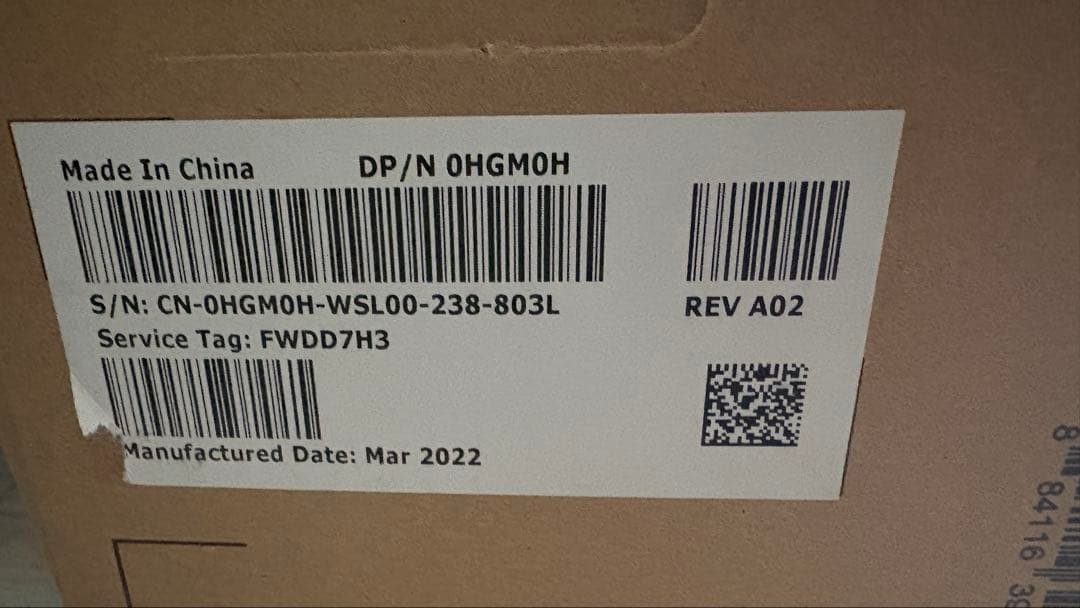 Made In China DP/N 0HGM0H
S/N: CN-0HGM0H-WSL00-238-803L
REV A02
Service Tag: FWDD7H3
Manufactured Date: Mar 2022
8 84116